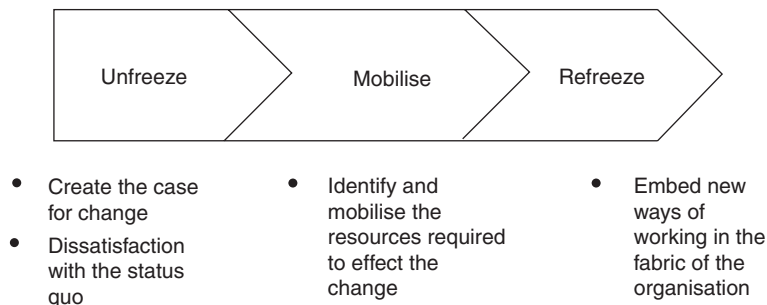 Unfreeze
Mobilise
Refreeze
Create the case
for change
Dissatisfaction
with the status
quo
Identify and
mobilise the
resources required
to effect the
change
Embed new
ways of
working in the
fabric of the
organisation